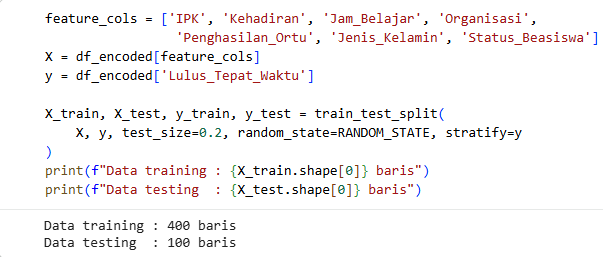 feature_cols = ['IPK', 'Kehadiran', 'Jam_Belajar', 'Organisasi',
                'Penghasilan_Ortu', 'Jenis_Kelamin', 'Status_Beasiswa']
X = df_encoded[feature_cols]
y = df_encoded['Lulus_Tepat_Waktu']

X_train, X_test, y_train, y_test = train_test_split(
    X, y, test_size=0.2, random_state=RANDOM_STATE, stratify=y
)
print(f"Data training : {X_train.shape[0]} baris")
print(f"Data testing  : {X_test.shape[0]} baris")
Data training : 400 baris
Data testing  : 100 baris